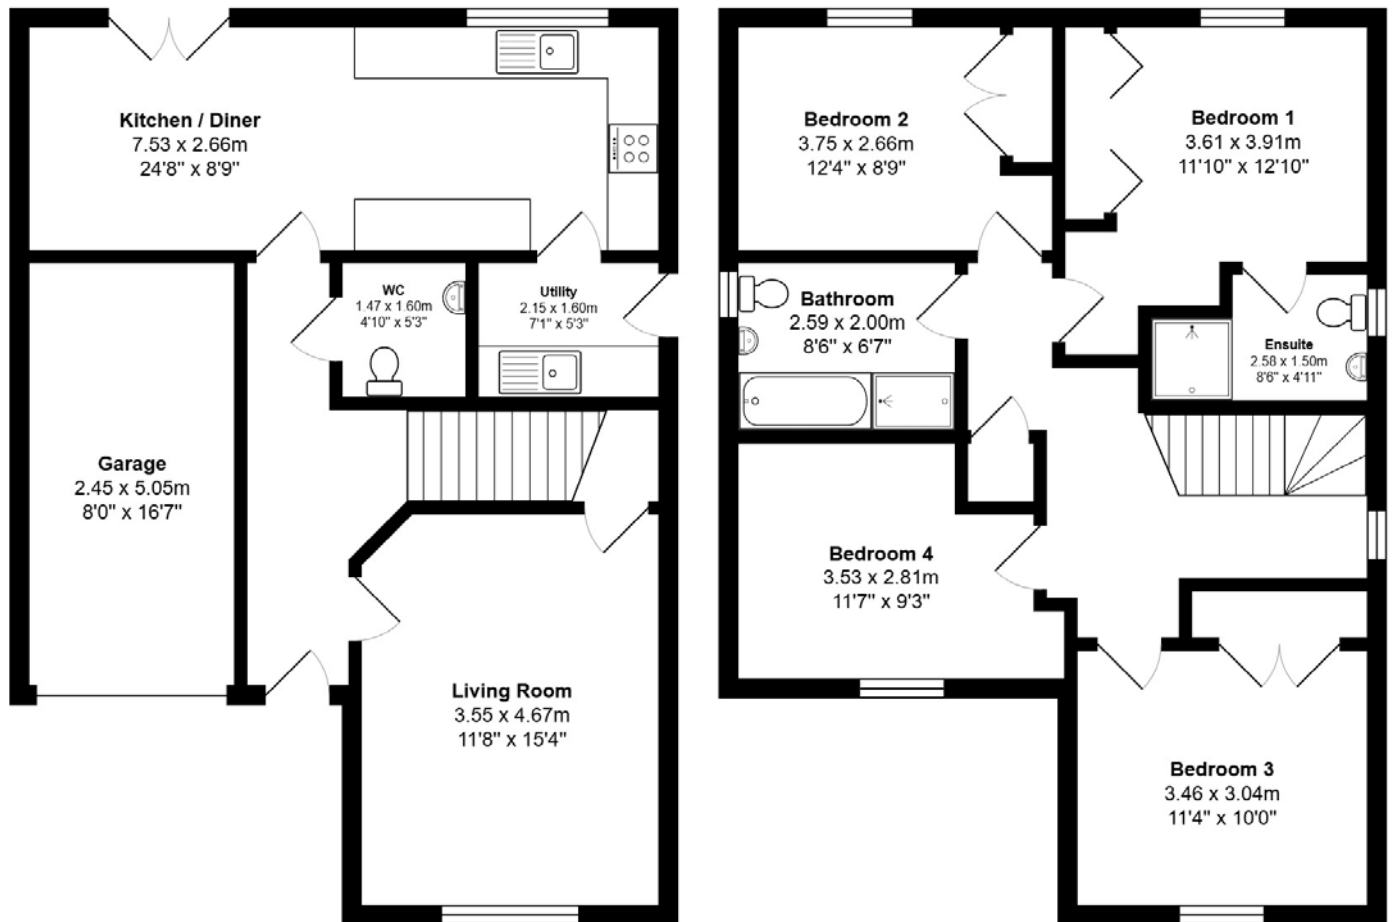 Kitchen / Diner
7.53 x 2.66m
24'8" x 8'9"
WC
1.47 x 1.60m
4'10" x 5'3"
Utility
2.15 x 1.60m
7'1" x 5'3"
Garage
2.45 x 5.05m
8'0" x 16'7"
Living Room
3.55 x 4.67m
11'8" x 15'4"
Bedroom 2
3.75 x 2.66m
12'4" x 8'9"
Bedroom 1
3.61 x 3.91m
11'10" x 12'10"
Bathroom
2.59 x 2.00m
8'6" x 6'7"
Ensuite
2.58 x 1.50m
8'6" x 4'11"
Bedroom 4
3.53 x 2.81m
11'7" x 9'3"
Bedroom 3
3.46 x 3.04m
11'4" x 10'0"